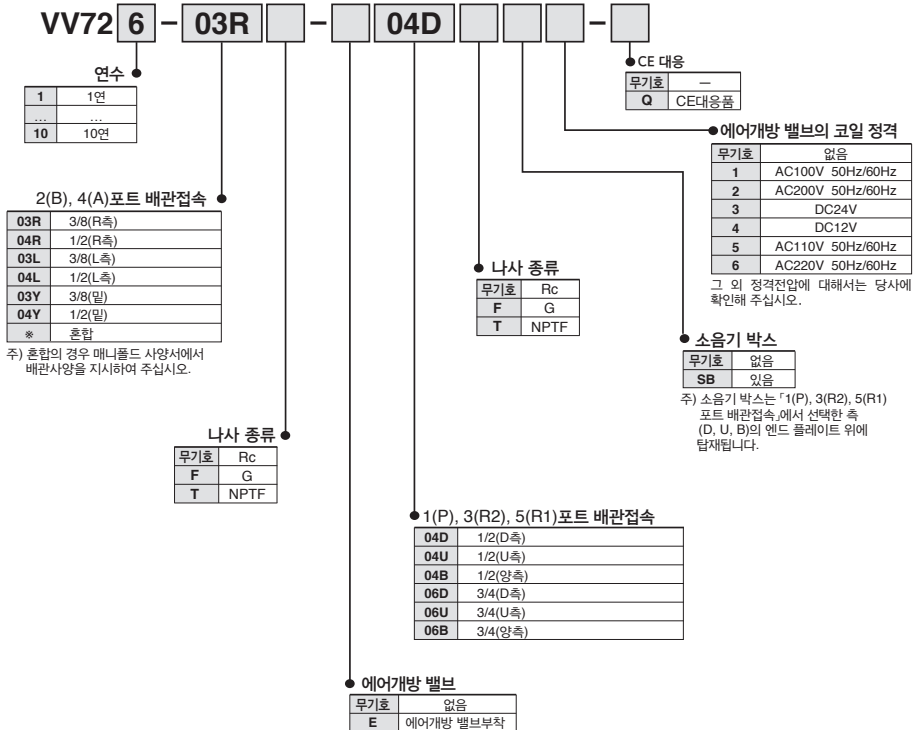 VV72 6 – 03R – 04D –
CE 대응
무기호 —
Q CE대응품
연수
1 1연
... ...
10 10연
에어개방 밸브의 코일 정격
무기호 없음
1 AC100V 50Hz/60Hz
2 AC200V 50Hz/60Hz
3 DC24V
4 DC12V
5 AC110V 50Hz/60Hz
6 AC220V 50Hz/60Hz
그 외 정격전압에 대해서는 당사에
확인해 주십시오.
2(B), 4(A)포트 배관접속
03R 3/8(R측)
04R 1/2(R측)
03L 3/8(L측)
04L 1/2(L측)
03Y 3/8(밑)
04Y 1/2(밑)
※ 혼합
주) 혼합의 경우 매니폴드 사양서에서
배관사양을 지시하여 주십시오.
나사 종류
무기호 Rc
F G
T NPTF
소음기 박스
무기호 없음
SB 있음
주) 소음기 박스는 「1(P), 3(R2), 5(R1)
포트 배관접속」에서 선택한 측
(D, U, B)의 엔드 플레이트 위에
탑재됩니다.
나사 종류
무기호 Rc
F G
T NPTF
1(P), 3(R2), 5(R1)포트 배관접속
04D 1/2(D측)
04U 1/2(U측)
04B 1/2(양측)
06D 3/4(D측)
06U 3/4(U측)
06B 3/4(양측)
에어개방 밸브
무기호 없음
E 에어개방 밸브부착